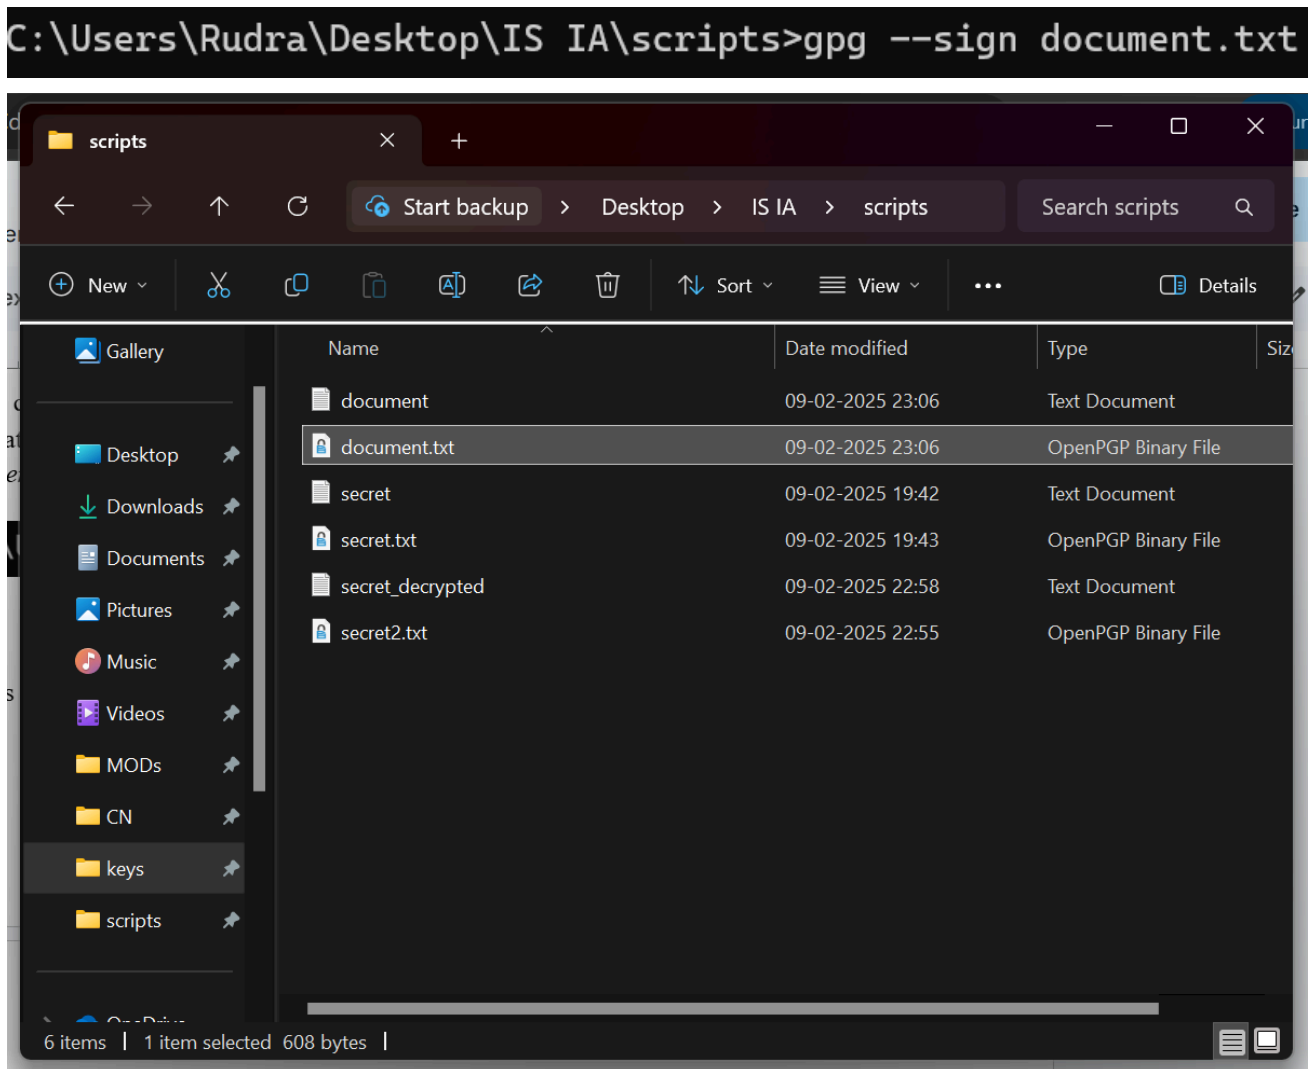 C:\Users\Rudra\Desktop\IS IA\scripts>gpg --sign document.txt
scripts
Start backup > Desktop > IS IA > scripts
Search scripts
New
Sort
View
Details
Gallery
Name Date modified Type
document 09-02-2025 23:06 Text Document
Desktop
document.txt 09-02-2025 23:06 OpenPGP Binary File
Downloads
secret 09-02-2025 19:42 Text Document
Documents
secret.txt 09-02-2025 19:43 OpenPGP Binary File
Pictures
secret_decrypted 09-02-2025 22:58 Text Document
Music
secret2.txt 09-02-2025 22:55 OpenPGP Binary File
Videos
MODs
CN
keys
scripts
6 items | 1 item selected 608 bytes |